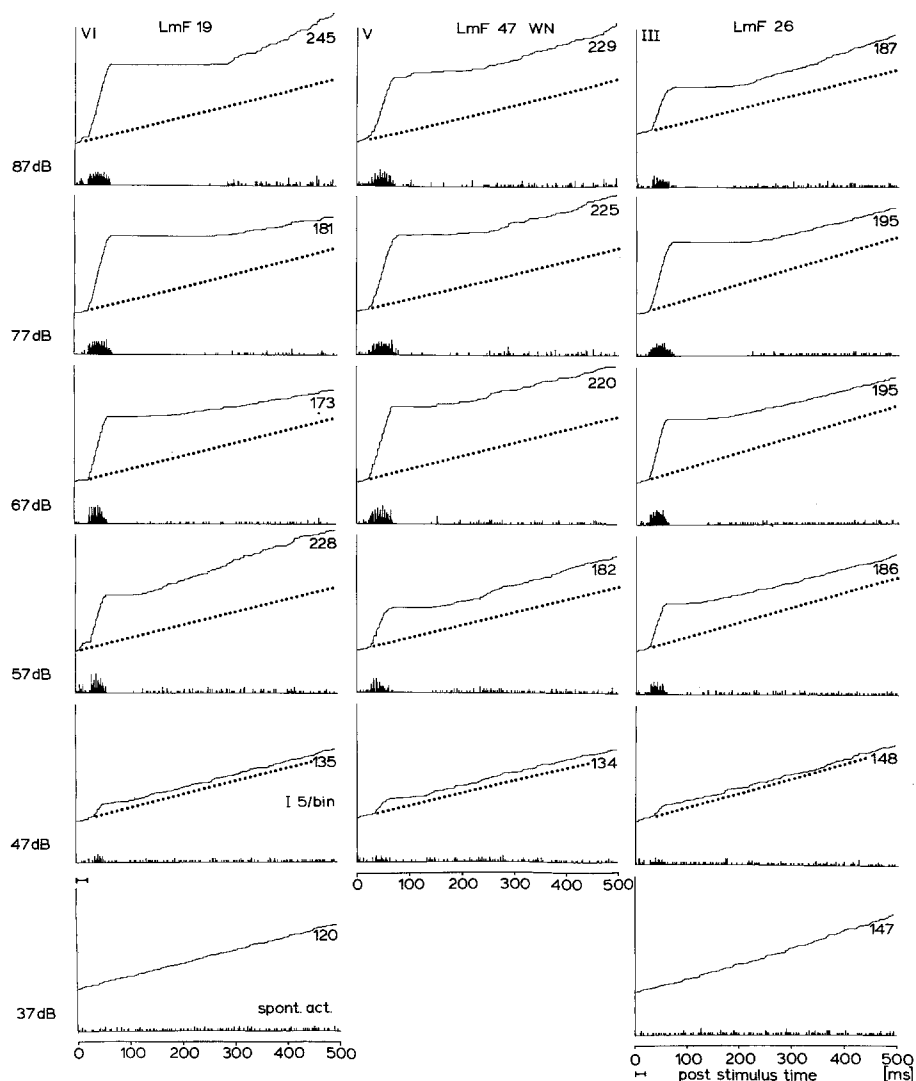 VI LmF 19 V LmF 47 WN III LmF 26
245 229 187
87dB
181 225 195
77dB
173 220 195
67dB
228 182 186
57dB
135 134 148
I 5/bin
47dB
0 100 200 300 400 500
120 147
spont. act.
37dB
0 100 200 300 400 500 0 100 200 300 400 500
post stimulus time [ms]